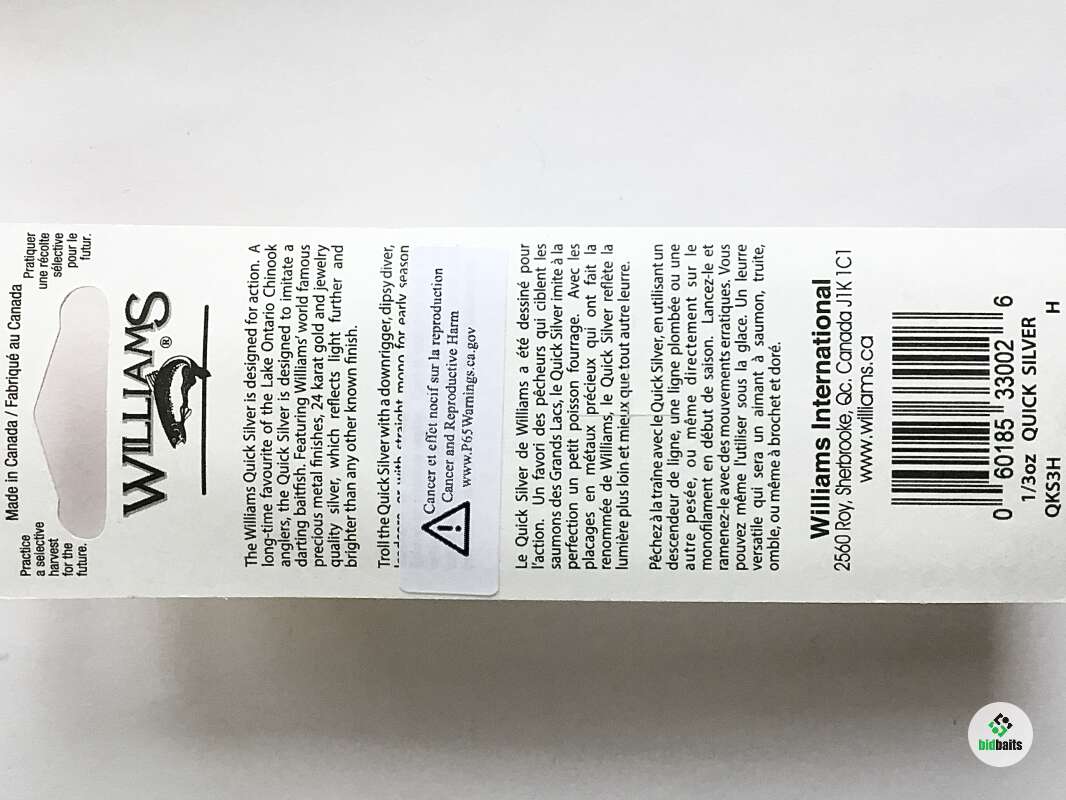 Made in Canada / Fabriqué au Canada
Practice
a selective
harvest
for the
future.
Pratiquer
une récolte
sélective
pour le
futur.
WILLIAMS®
The Williams Quick Silver is designed for action. A
long-time favourite of the Lake Ontario Chinook
anglers, the Quick Silver is designed to imitate a
darting baitfish. Featuring Williams' world famous
precious metal finishes, 24 karat gold and jewelry
quality silver, which reflects light further and
brighter than any other known finish.
Troll the Quick Silver with a downrigger, dipsy diver,
or with straight mono for early season
Cancer et effet nocif sur la reproduction
Cancer and Reproductive Harm
www.P65Warnings.ca.gov
Le Quick Silver de Williams a été dessiné pour
l'action. Un favori des pêcheurs qui ciblent les
saumons des Grands Lacs, le Quick Silver imite à la
perfection un petit poisson fourrage. Avec les
placages en métaux précieux qui ont fait la
renommée de Williams, le Quick Silver reflète la
lumière plus loin et mieux que tout autre leurre.
Pêchez à la traine avec le Quick Silver, en utilisant un
descendeur de ligne, une ligne plombée ou une
autre pesée, ou même directement sur le
monofilament en début de saison. Lancez-le et
ramenez-le avec des mouvements erratiques. Vous
pouvez même l'utiliser sous la glace. Un leurre
versatile qui sera un aimant à saumon, truite,
omble, ou même à brochet et doré.
Williams International
2560 Roy, Sherbrooke, Qc. Canada J1K 1C1
www.williams.ca
0 60185 33002 6
1/3oz QUICK SILVER
QKS3H H
bidbaits